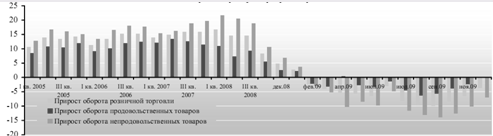 25
20
15
10
5
0
I кв. 2005 III кв. 2005 I кв. 2006 III кв. 2006 I кв. 2007 III кв. 2007 I кв. 2008 III кв. 2008 дек.08 фев.09 апр.09 июн.09 авг.09 окт.09
-5
-10
-15
-20
Прирост оборота розничной торговли
Прирост оборота продовольственных товаров
Прирост оборота непродовольственных товаров